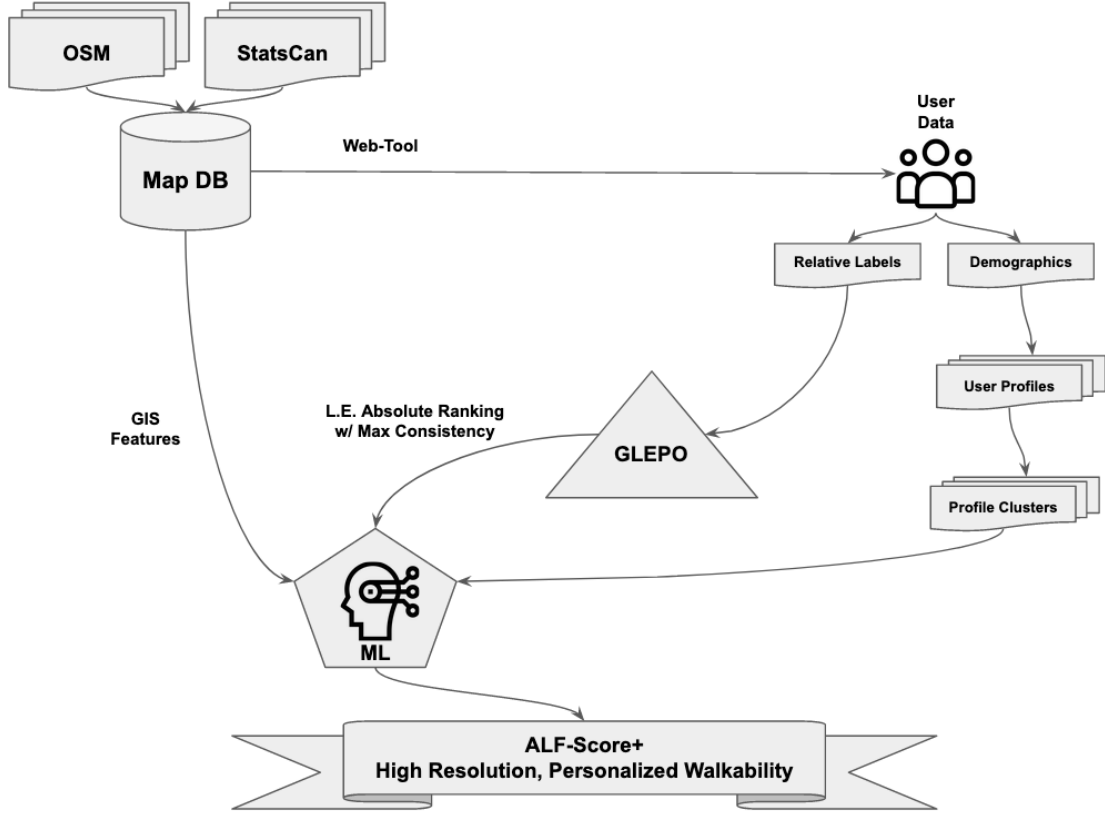 OSM
StatsCan
Map DB
Web-Tool
User
Data
Relative Labels
Demographics
User Profiles
Profile Clusters
GLEPO
L.E. Absolute Ranking
w/ Max Consistency
GIS
Features
ML
ALF-Score+
High Resolution, Personalized Walkability